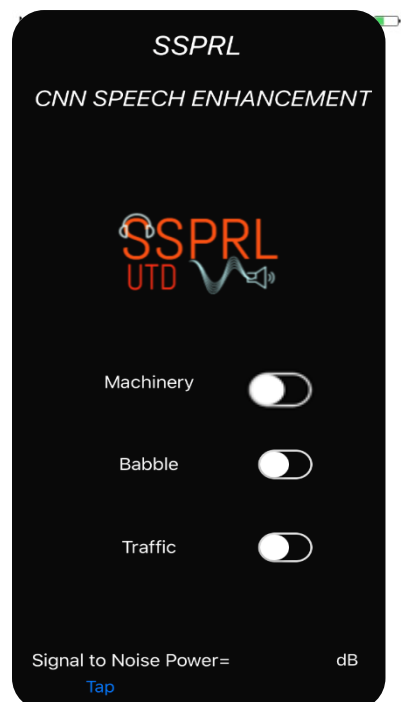 SSPRL
CNN SPEECH ENHANCEMENT
SSPRL
UTD
Machinery
Babble
Traffic
Signal to Noise Power= dB
Tap